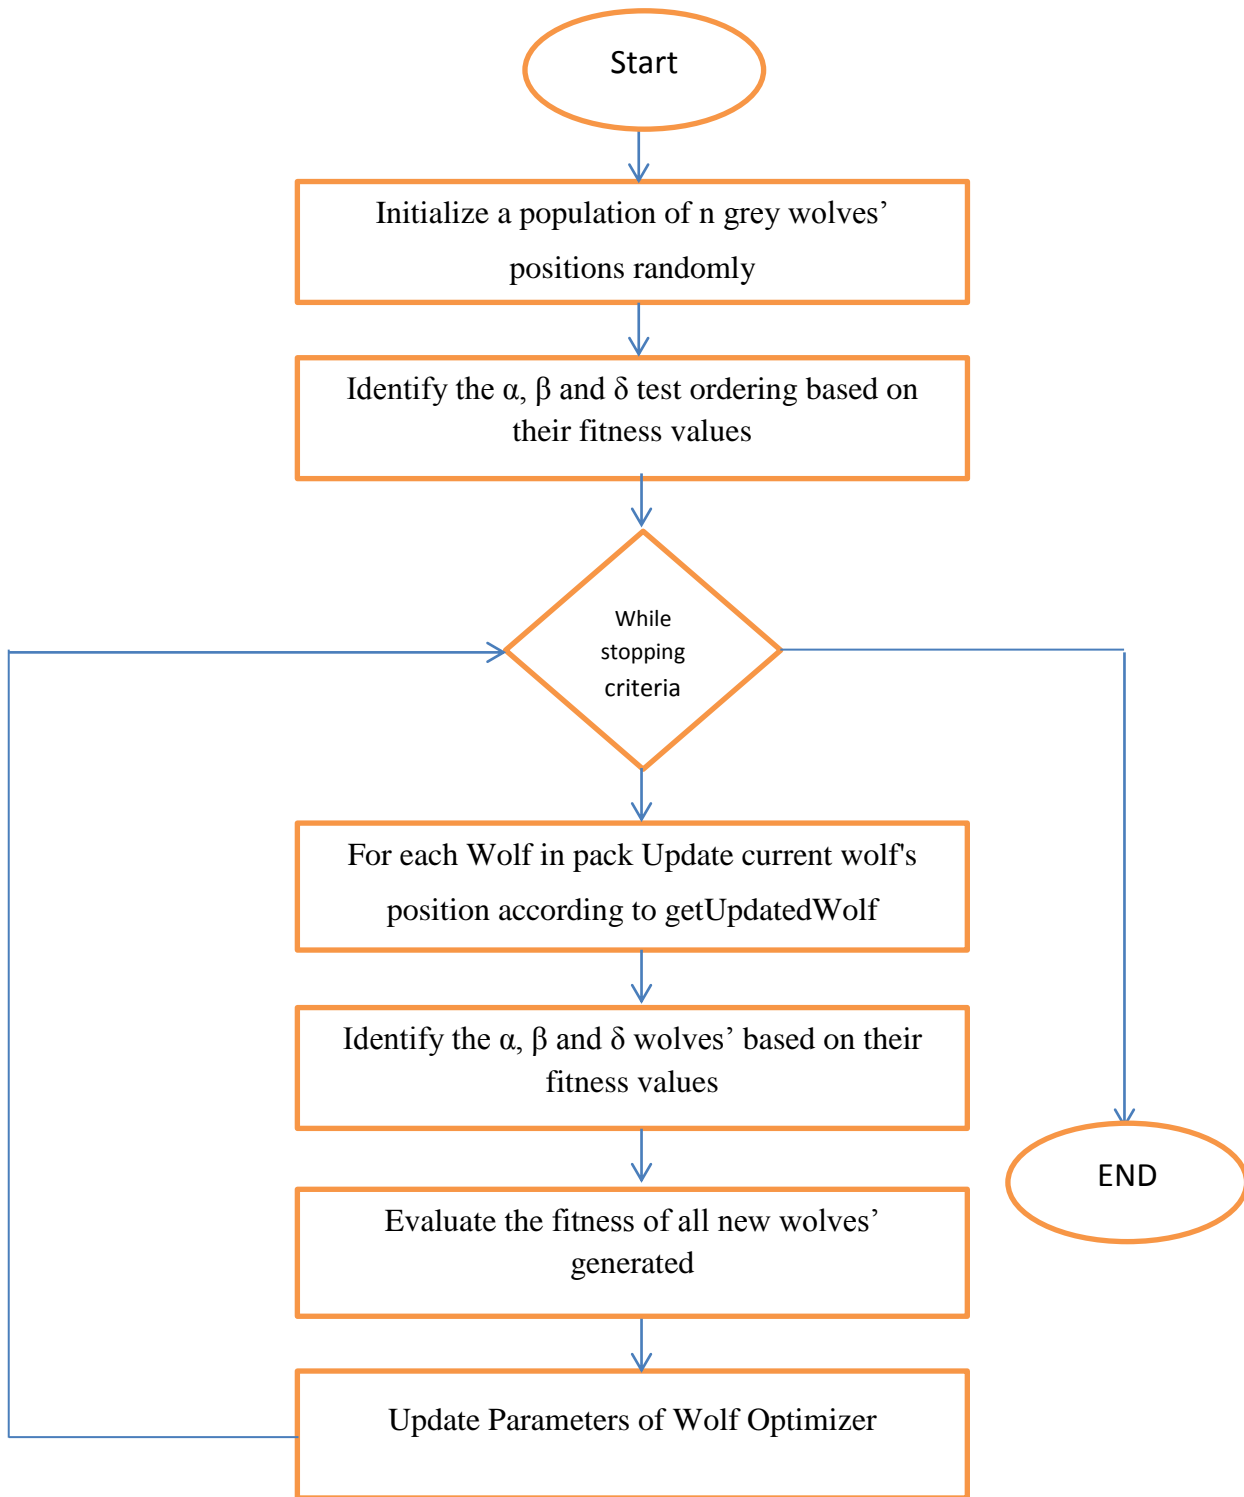 Start
Initialize a population of n grey wolves’
positions randomly
Identify the α, β and δ test ordering based on
their fitness values
While
stopping
criteria
For each Wolf in pack Update current wolf's
position according to getUpdatedWolf
Identify the α, β and δ wolves’ based on their
fitness values
END
Evaluate the fitness of all new wolves’
generated
Update Parameters of Wolf Optimizer